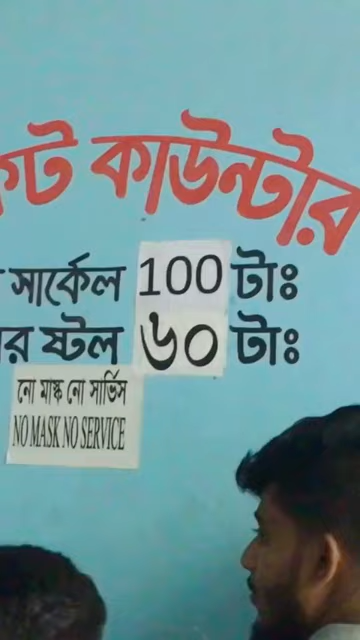 কাউন্টার
সার্কেল 100 টাঃ
ষ্টল ৬০ টাঃ
নো মাস্ক নো সার্ভিস
NO MASK NO SERVICE